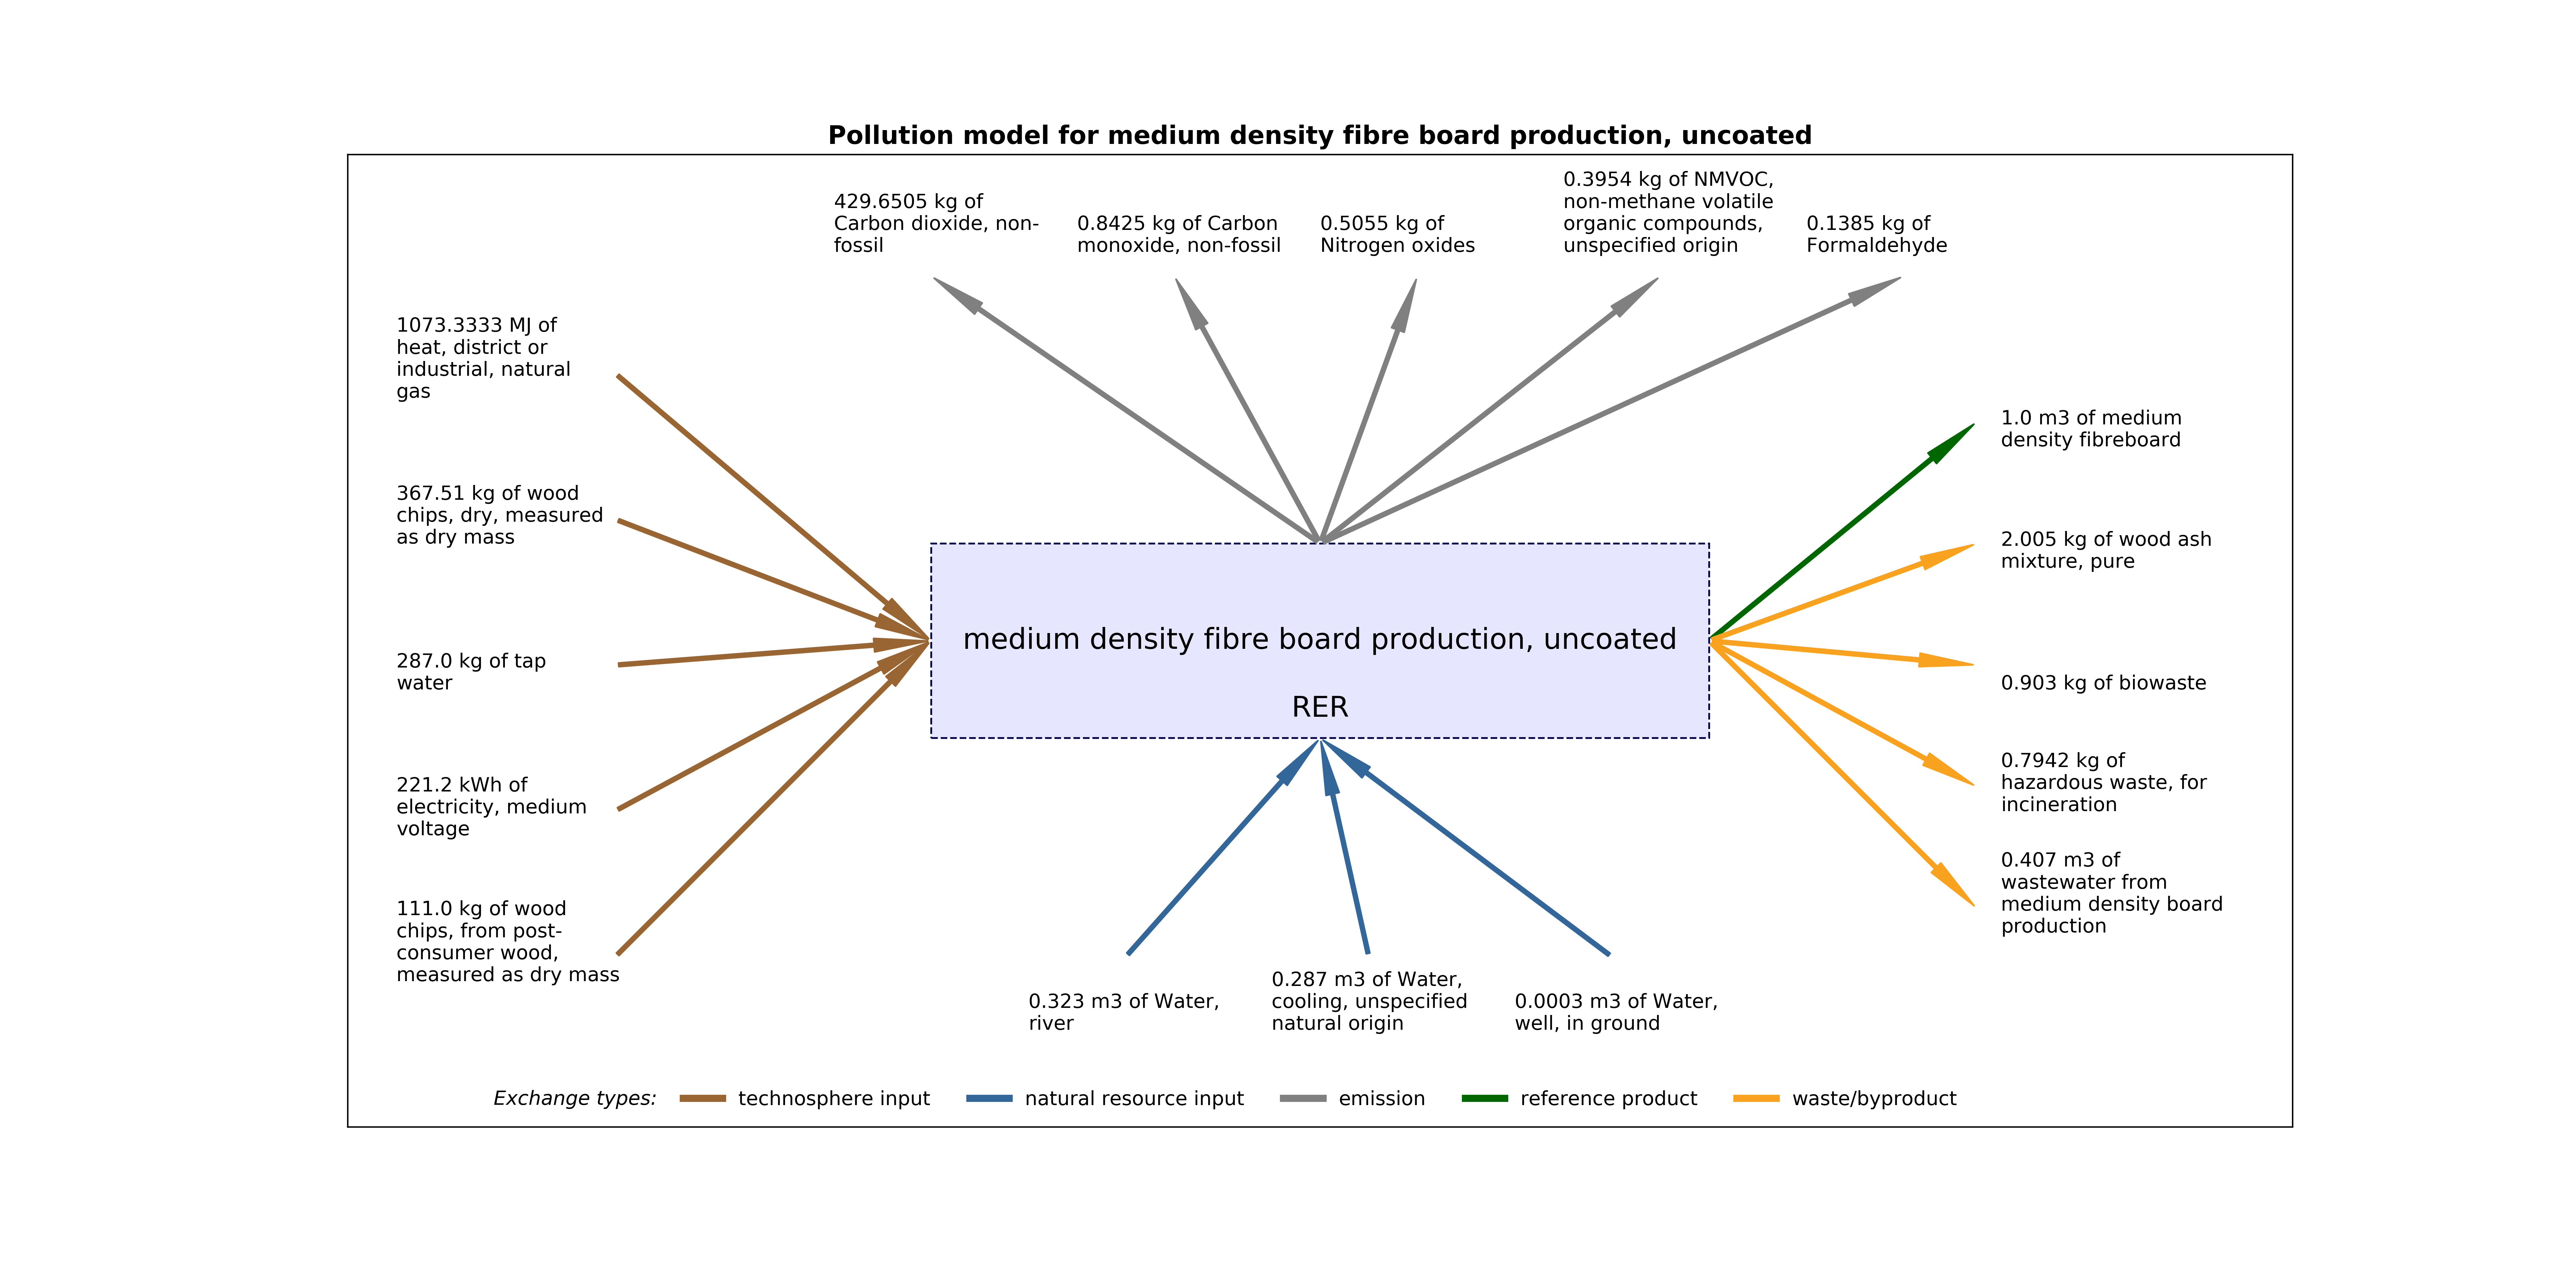 Pollution model for medium density fibre board production, uncoated
429.6505 kg of
Carbon dioxide, non-
fossil
0.8425 kg of Carbon
monoxide, non-fossil
0.5055 kg of
Nitrogen oxides
0.3954 kg of NMVOC,
non-methane volatile
organic compounds,
unspecified origin
0.1385 kg of
Formaldehyde
1073.3333 MJ of
heat, district or
industrial, natural
gas
367.51 kg of wood
chips, dry, measured
as dry mass
287.0 kg of tap
water
221.2 kWh of
electricity, medium
voltage
111.0 kg of wood
chips, from post-
consumer wood,
measured as dry mass
medium density fibre board production, uncoated
RER
1.0 m3 of medium
density fibreboard
2.005 kg of wood ash
mixture, pure
0.903 kg of biowaste
0.7942 kg of
hazardous waste, for
incineration
0.407 m3 of
wastewater from
medium density board
production
0.323 m3 of Water,
river
0.287 m3 of Water,
cooling, unspecified
natural origin
0.0003 m3 of Water,
well, in ground
Exchange types: technosphere input natural resource input emission reference product waste/byproduct